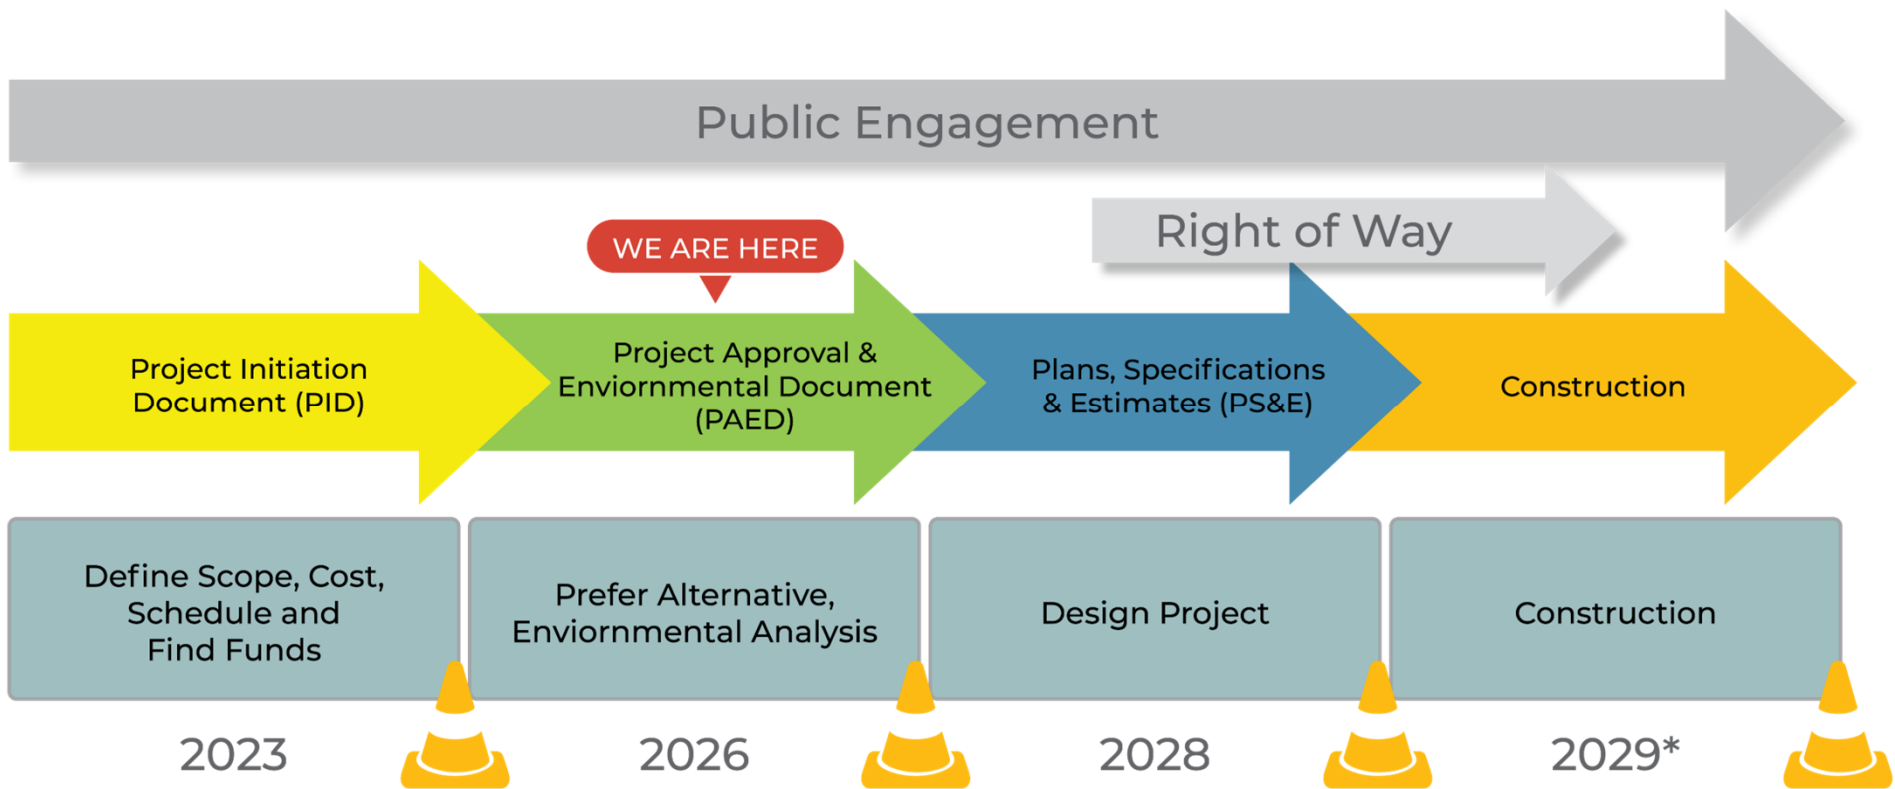 Public Engagement
Right of Way
WE ARE HERE
Project Initiation
Document (PID)
Project Approval &
Enviornmental Document
(PAED)
Plans, Specifications
& Estimates (PS&E)
Construction
Define Scope, Cost,
Schedule and
Find Funds
Prefer Alternative,
Enviornmental Analysis
Design Project
Construction
2023
2026
2028
2029*